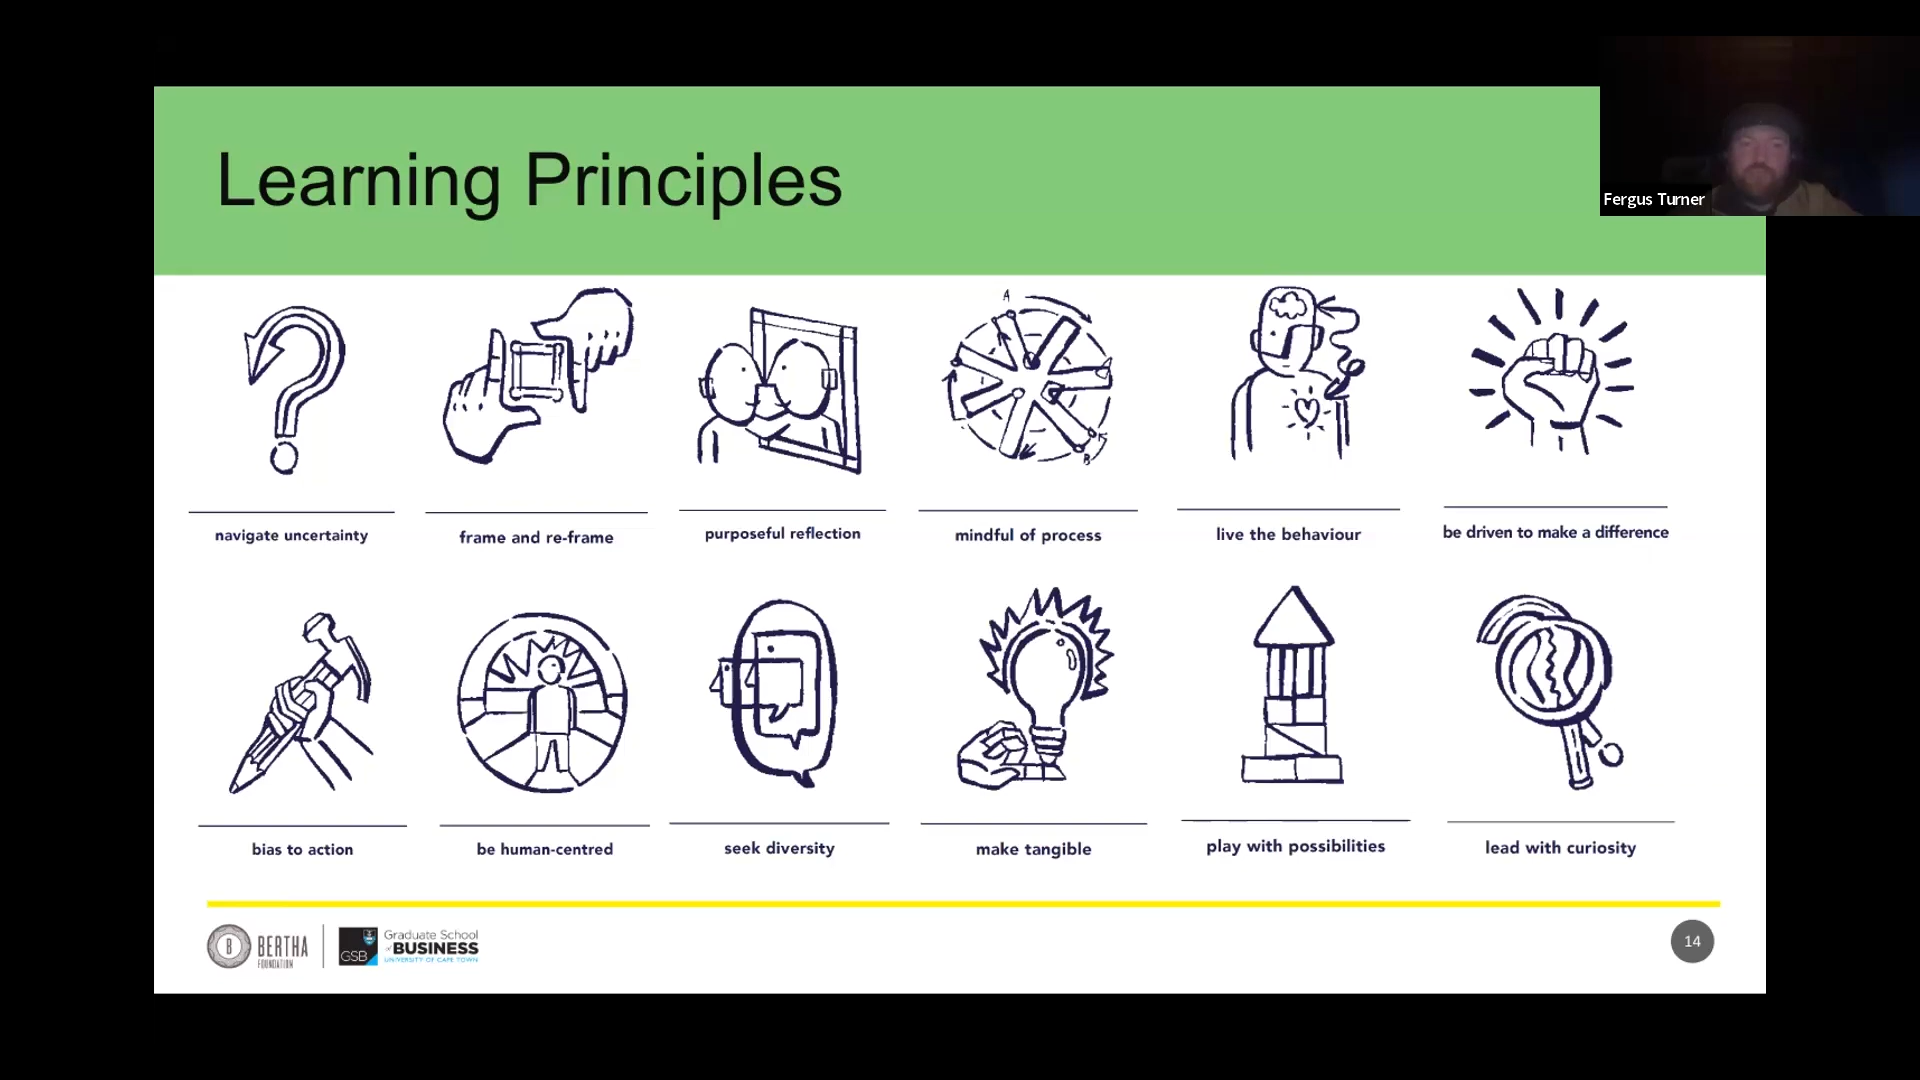 Learning Principles
Fergus Turner
A
B
navigate uncertainty
frame and re-frame
purposeful reflection
mindful of process
live the behaviour
be driven to make a difference
bias to action
be human-centred
seek diversity
make tangible
play with possibilities
lead with curiosity
B
BERTHA
FOUNDATION
GSB
Graduate School
of BUSINESS
UNIVERSITY OF CAPE TOWN
14